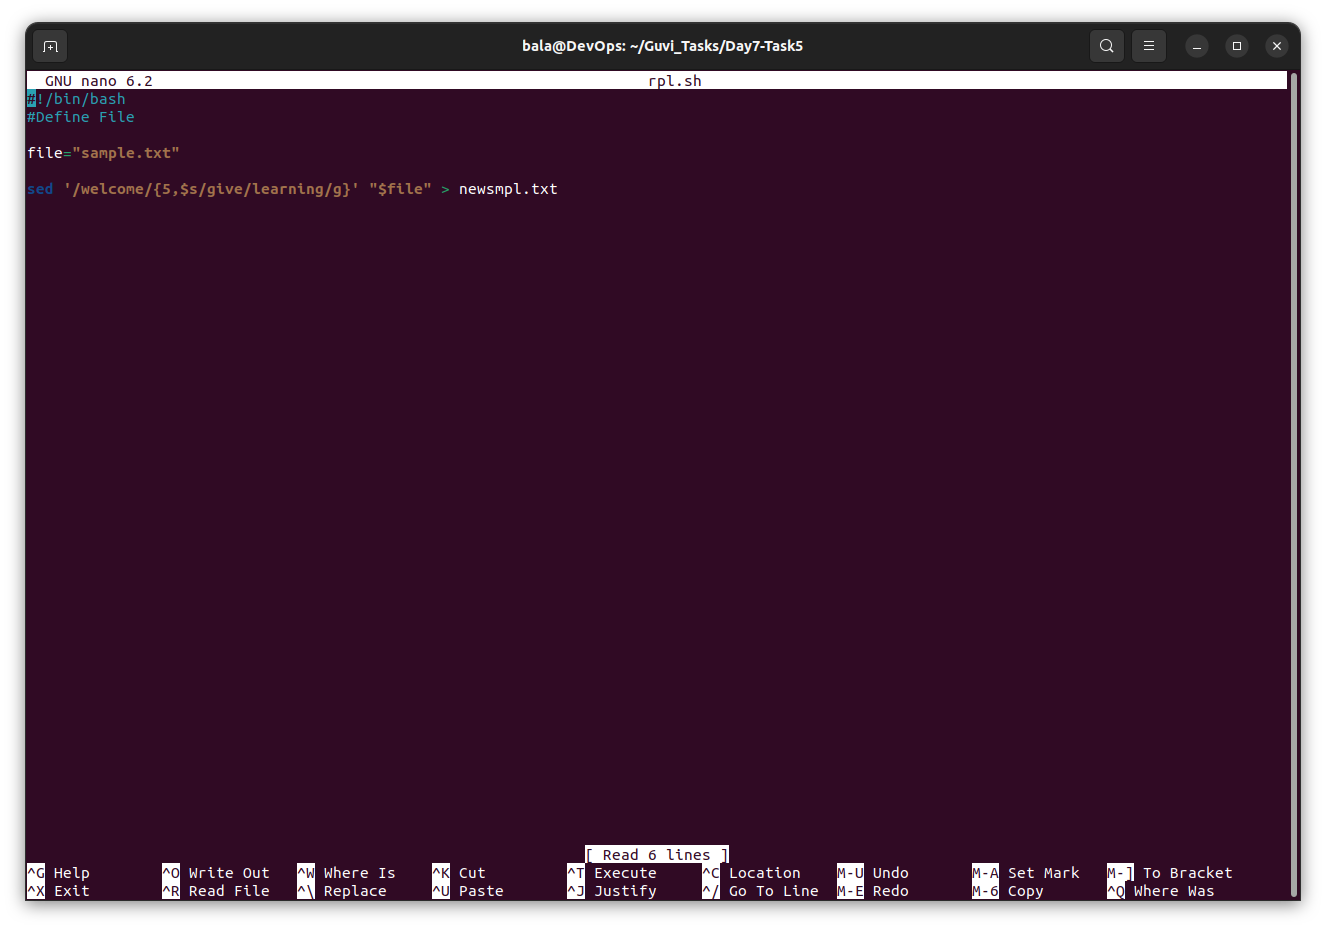 bala@DevOps: ~/Guvi_Tasks/Day7-Task5
GNU nano 6.2 rpl.sh
#!/bin/bash
#Define File
file="sample.txt"
sed '/welcome/{5,$s/give/learning/g}' "$file" > newsmpl.txt
[ Read 6 lines ]
^G Help ^O Write Out ^W Where Is ^K Cut ^T Execute ^C Location M-U Undo M-A Set Mark M-] To Bracket
^X Exit ^R Read File ^\ Replace ^U Paste ^J Justify ^/ Go To Line M-E Redo M-6 Copy ^Q Where Was